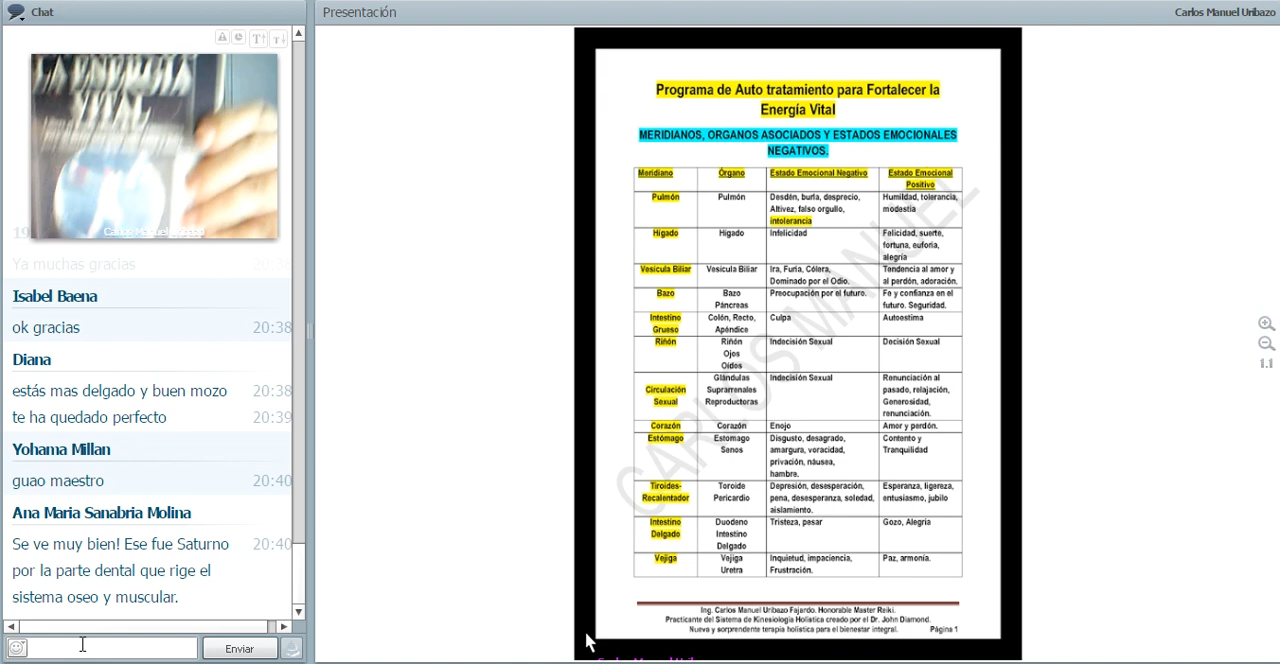 Chat
Presentación
Carlos Manuel Uribazo
LA ENERGIA
VITAL
Ya muchas gracias 20:38
Isabel Baena
ok gracias 20:38
Diana
estás mas delgado y buen mozo 20:38
te ha quedado perfecto 20:39
Yohama Millan
guao maestro 20:40
Ana Maria Sanabria Molina
Se ve muy bien! Ese fue Saturno 20:40
por la parte dental que rige el
sistema oseo y muscular.
Enviar
1.1
Programa de Auto tratamiento para Fortalecer la
Energía Vital
MERIDIANOS, ORGANOS ASOCIADOS Y ESTADOS EMOCIONALES
NEGATIVOS.
Meridiano Órgano Estado Emocional Negativo Estado Emocional
Positivo
Pulmón Pulmón Desdén, burla, desprecio, Humildad, tolerancia,
Altivez, falso orgullo, modestia
intolerancia
Hígado Hígado Infelicidad Felicidad, suerte,
fortuna, euforia,
alegría
Vesícula Biliar Vesícula Biliar Ira, Furia, Cólera, Tendencia al amor y
Dominado por el Odio. al perdón, adoración.
Bazo Bazo Preocupación por el futuro. Fe y confianza en el
Páncreas futuro. Seguridad.
Intestino Colón, Recto, Culpa Autoestima
Grueso Apéndice
Riñón Riñón Indecisión Sexual Decisión Sexual
Ojos
Oídos
Glándulas Indecisión Sexual Renunciación al
Circulación Suprarrenales pasado, relajación,
Sexual Reproductoras Generosidad,
renunciación.
Corazón Corazón Enojo Amor y perdón.
Estómago Estomago Disgusto, desagrado, Contento y
Senos amargura, voracidad, Tranquilidad
privación, náusea,
hambre.
Tiroides- Toroide Depresión, desesperación, Esperanza, ligereza,
Recalentador Pericardio pena, desesperanza, soledad, entusiasmo, jubilo
aislamiento.
Intestino Duodeno Tristeza, pesar Gozo, Alegría
Delgado Intestino
Delgado
Vejiga Vejiga Inquietud, impaciencia, Paz, armonía.
Uretra Frustración.
CARLOS MANUEL
Ing. Carlos Manuel Uribazo Fajardo. Honorable Master Reiki.
Practicante del Sistema de Kinesiología Holística creado por el Dr. John Diamond.
Nueva y sorprendente terapia holística para el bienestar integral. Página 1